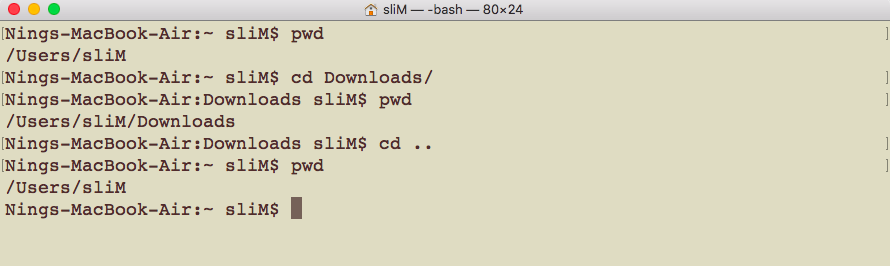 sliM — -bash — 80×24
[Nings-MacBook-Air:~ sliM$ pwd ]
/Users/sliM
[Nings-MacBook-Air:~ sliM$ cd Downloads/ ]
[Nings-MacBook-Air:Downloads sliM$ pwd ]
/Users/sliM/Downloads
[Nings-MacBook-Air:Downloads sliM$ cd .. ]
[Nings-MacBook-Air:~ sliM$ pwd ]
/Users/sliM
Nings-MacBook-Air:~ sliM$